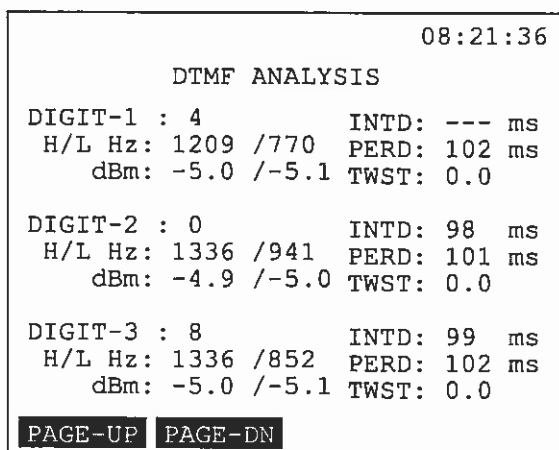 08:21:36
DTMF ANALYSIS
DIGIT-1 : 4 INTD: --- ms
H/L Hz: 1209 /770 PERD: 102 ms
dBm: -5.0 /-5.1 TWST: 0.0
DIGIT-2 : 0 INTD: 98 ms
H/L Hz: 1336 /941 PERD: 101 ms
dBm: -4.9 /-5.0 TWST: 0.0
DIGIT-3 : 8 INTD: 99 ms
H/L Hz: 1336 /852 PERD: 102 ms
dBm: -5.0 /-5.1 TWST: 0.0
PAGE-UP PAGE-DN